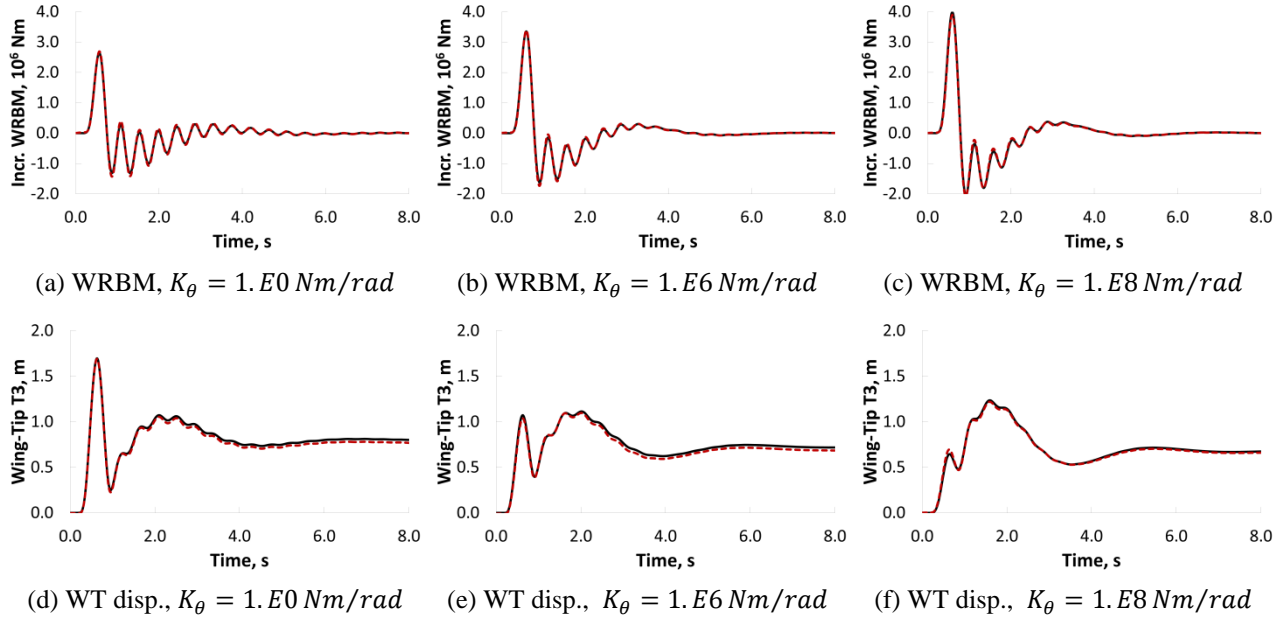 Incr. WRBM, 10⁶ Nm
4.0
3.0
2.0
1.0
0.0
-1.0
-2.0
0.0 2.0 4.0 6.0 8.0
Time, s
(a) WRBM, K_θ = 1. E0 Nm/rad
Incr. WRBM, 10⁶ Nm
4.0
3.0
2.0
1.0
0.0
-1.0
-2.0
0.0 2.0 4.0 6.0 8.0
Time, s
(b) WRBM, K_θ = 1. E6 Nm/rad
Incr. WRBM, 10⁶ Nm
4.0
3.0
2.0
1.0
0.0
-1.0
-2.0
0.0 2.0 4.0 6.0 8.0
Time, s
(c) WRBM, K_θ = 1. E8 Nm/rad
Wing-Tip T3, m
2.0
1.5
1.0
0.5
0.0
0.0 2.0 4.0 6.0 8.0
Time, s
(d) WT disp., K_θ = 1. E0 Nm/rad
Wing-Tip T3, m
2.0
1.5
1.0
0.5
0.0
0.0 2.0 4.0 6.0 8.0
Time, s
(e) WT disp., K_θ = 1. E6 Nm/rad
Wing-Tip T3, m
2.0
1.5
1.0
0.5
0.0
0.0 2.0 4.0 6.0 8.0
Time, s
(f) WT disp., K_θ = 1. E8 Nm/rad